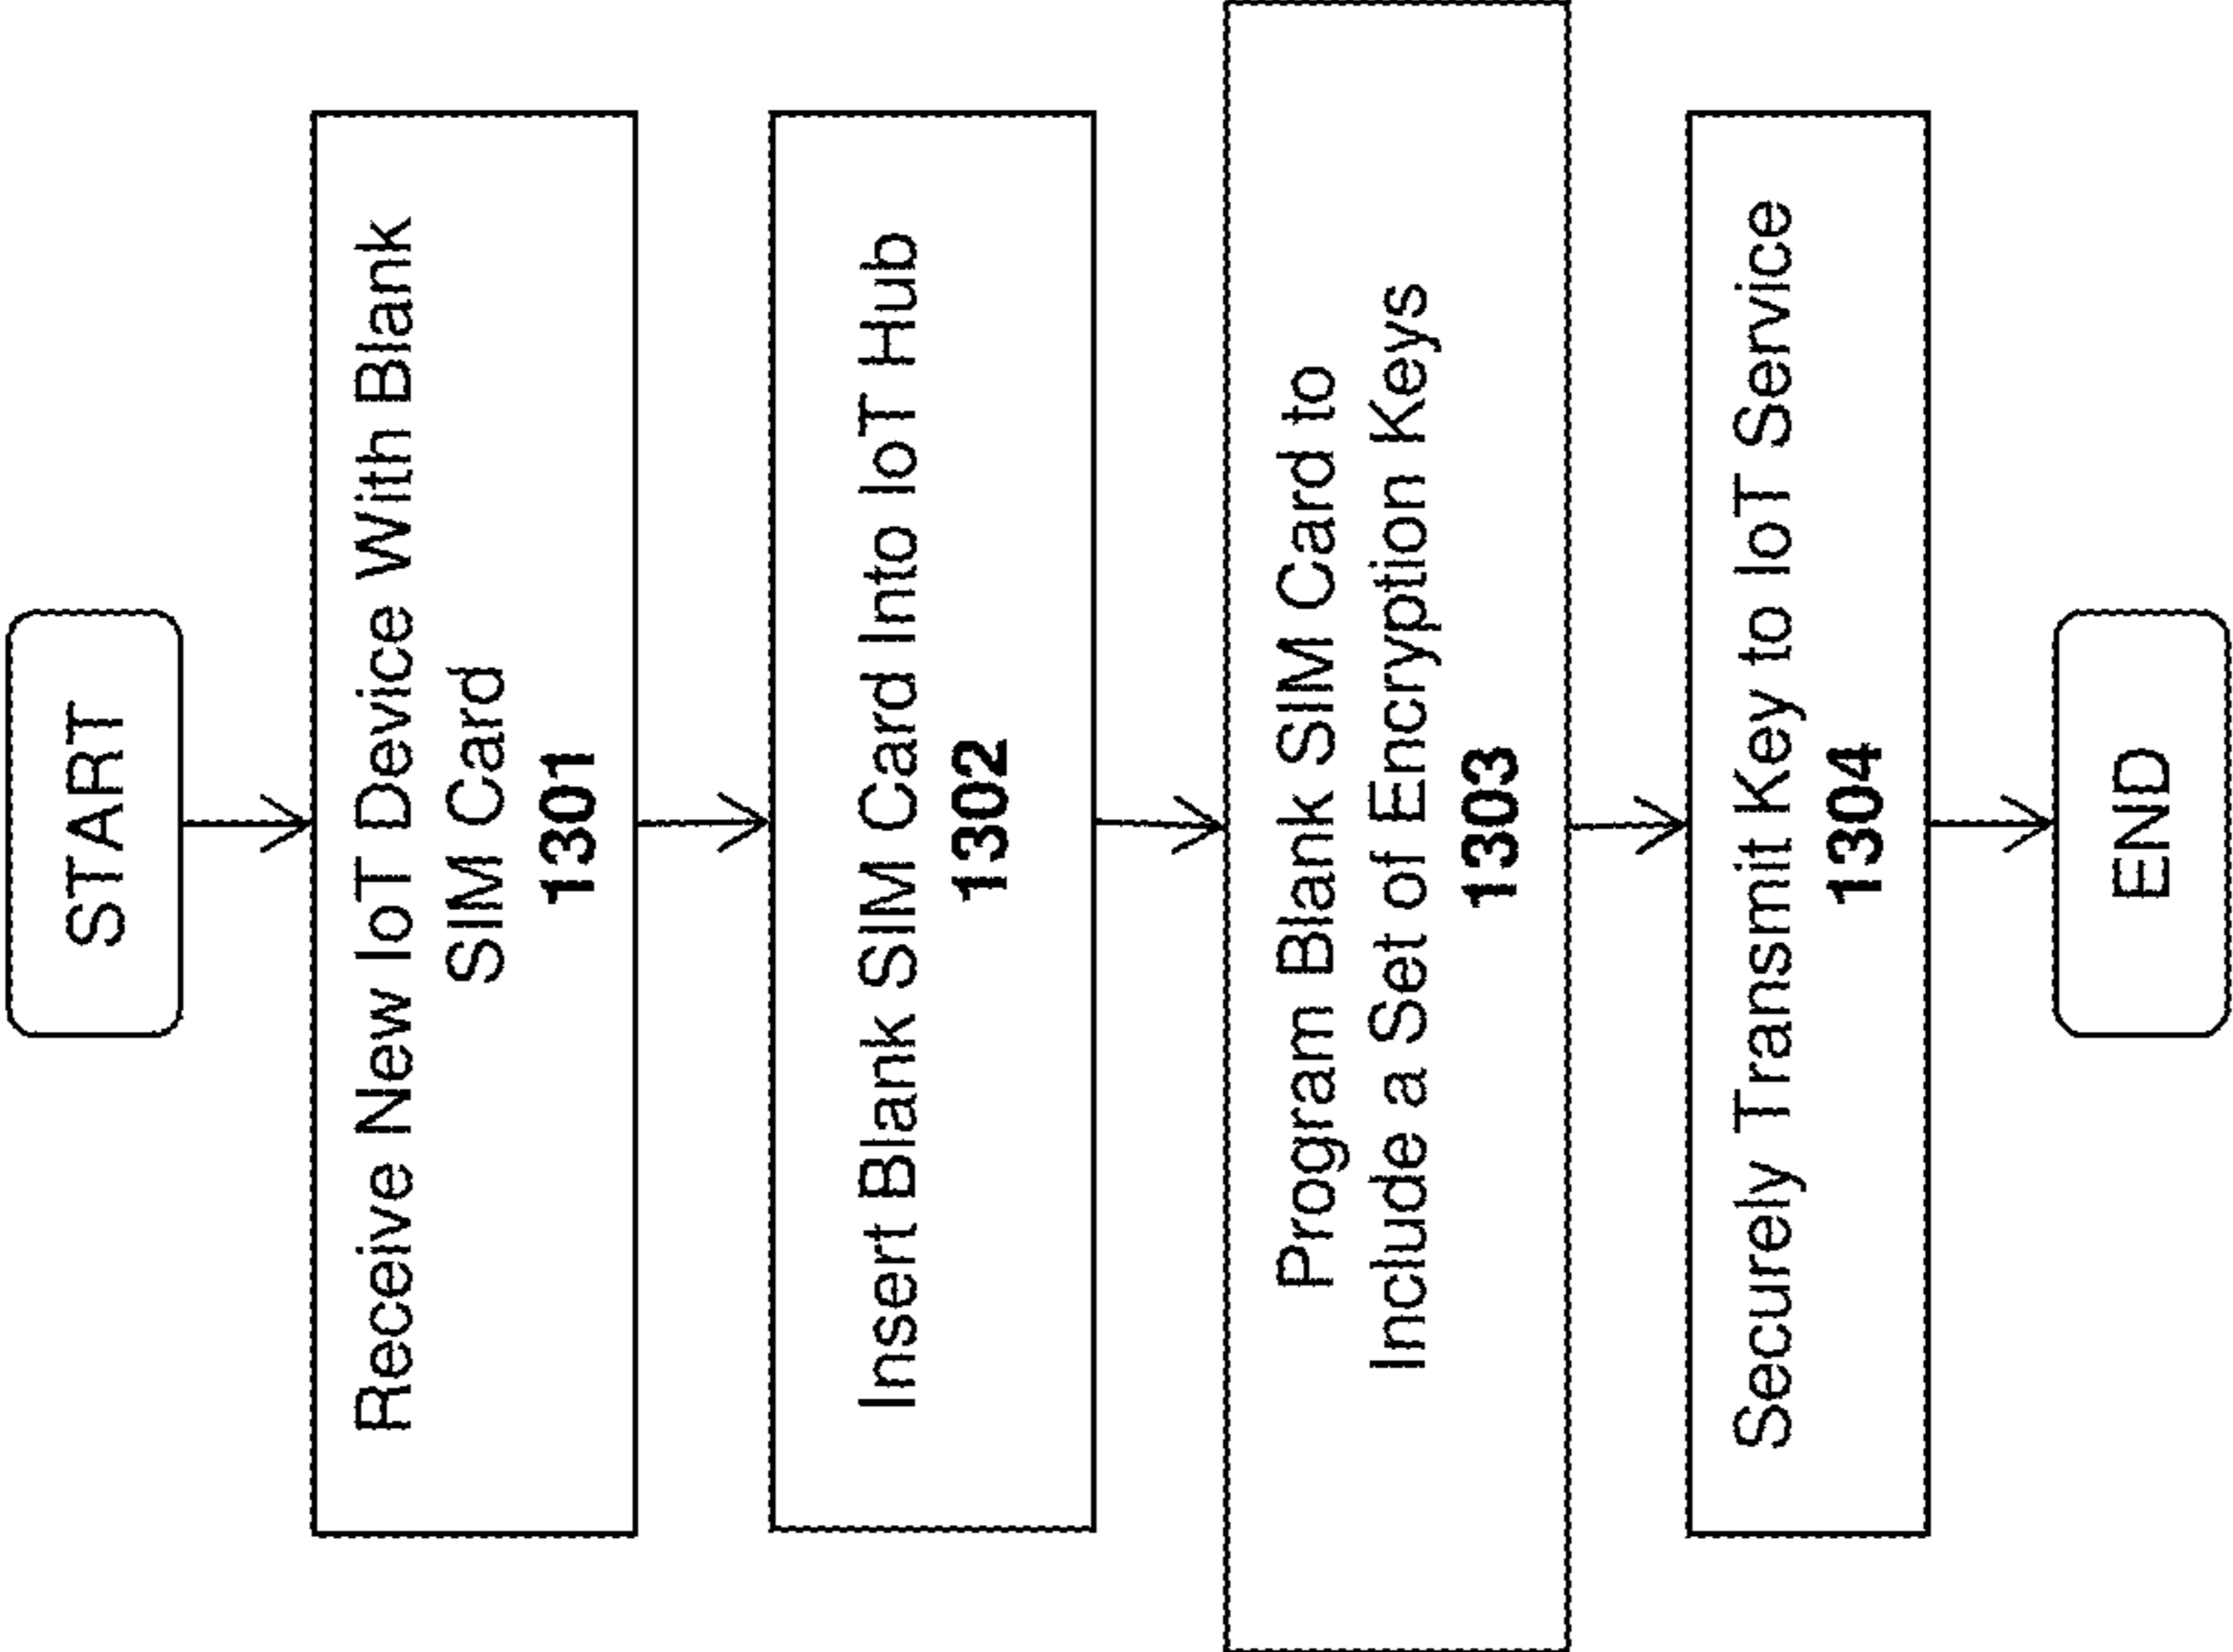 START
Receive New IoT Device With Blank
SIM Card
1301
Insert Blank SIM Card Into IoT Hub
1302
Program Blank SIM Card to
Include a Set of Encryption Keys
1303
Securely Transmit Key to IoT Service
1304
END